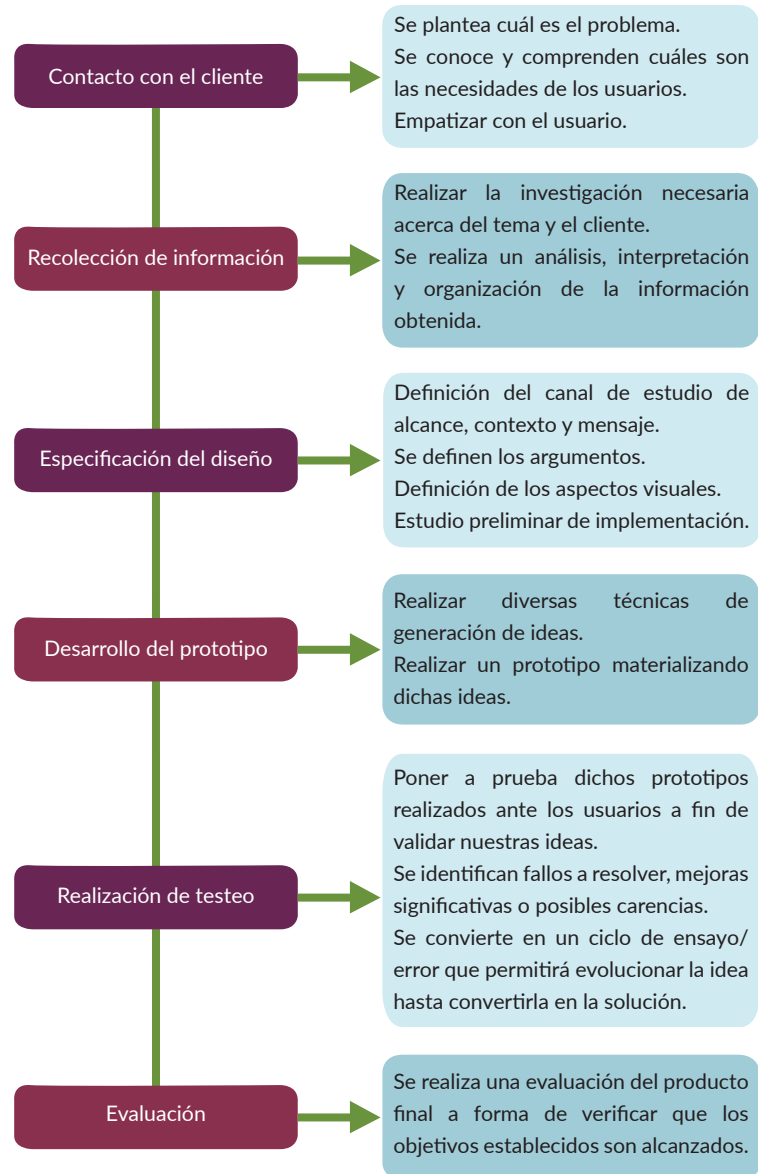 Contacto con el cliente
Se plantea cuál es el problema.
Se conoce y comprenden cuáles son
las necesidades de los usuarios.
Empatizar con el usuario.
Recolección de información
Realizar la investigación necesaria
acerca del tema y el cliente.
Se realiza un análisis, interpretación
y organización de la información
obtenida.
Especificación del diseño
Definición del canal de estudio de
alcance, contexto y mensaje.
Se definen los argumentos.
Definición de los aspectos visuales.
Estudio preliminar de implementación.
Desarrollo del prototipo
Realizar diversas técnicas de
generación de ideas.
Realizar un prototipo materializando
dichas ideas.
Realización de testeo
Poner a prueba dichos prototipos
realizados ante los usuarios a fin de
validar nuestras ideas.
Se identifican fallos a resolver, mejoras
significativas o posibles carencias.
Se convierte en un ciclo de ensayo/
error que permitirá evolucionar la idea
hasta convertirla en la solución.
Evaluación
Se realiza una evaluación del producto
final a forma de verificar que los
objetivos establecidos son alcanzados.